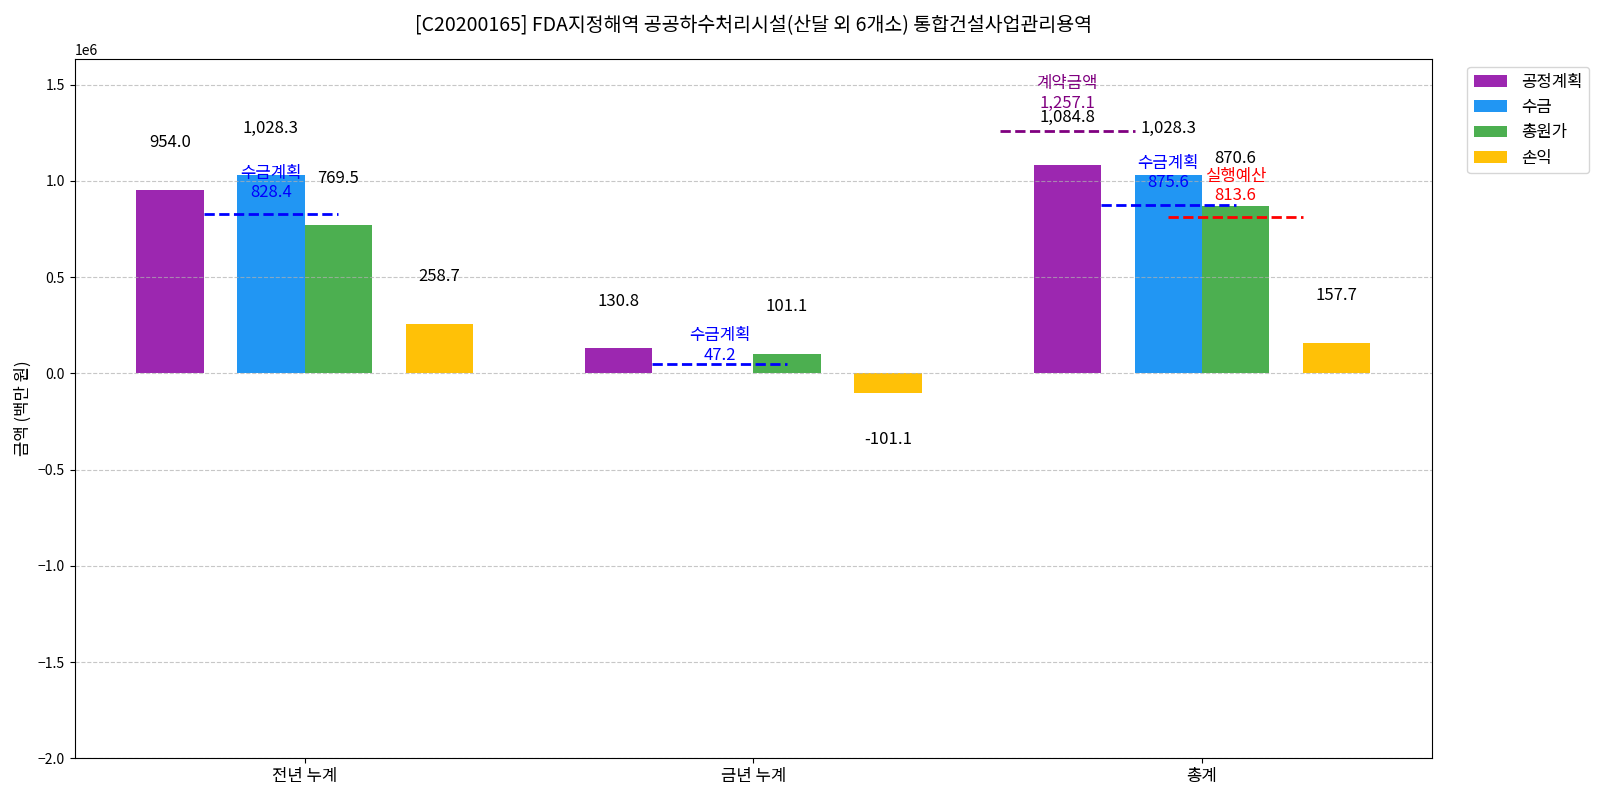 [C20200165] FDA지정해역 공공하수처리시설(산달 외 6개소) 통합건설사업관리용역
1e6
1.5
1.0
0.5
0.0
−0.5
−1.0
−1.5
−2.0
금액 (백만 원)
954.0
1,028.3
수금계획
828.4
769.5
258.7
130.8
수금계획
47.2
101.1
-101.1
계약금액
1,257.1
1,084.8
1,028.3
수금계획
875.6
870.6
실행예산
813.6
157.7
전년 누계
금년 누계
총계
공정계획
수금
총원가
손익